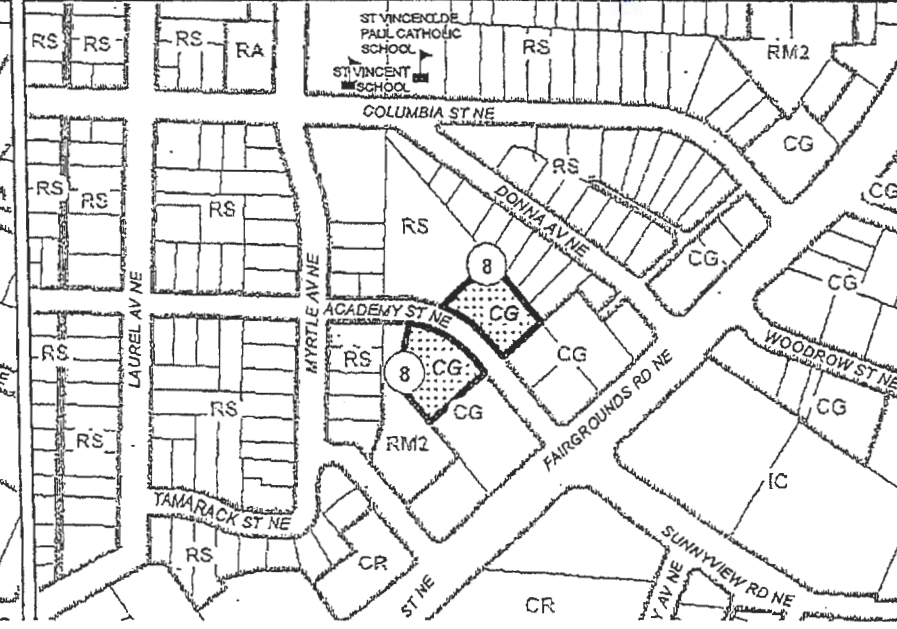 ST VINCENT DE
PAUL CATHOLIC
SCHOOL
RS
RS
RS
RA
RS
RM2
ST VINCENT
SCHOOL
COLUMBIA ST NE
CG
RS
RS
RS
RS
CG
RS
DONNA AV NE
RS
CG
CG
8
LAUREL AV NE
MYRTLE AV NE
ACADEMY ST NE
CG
RS
RS
8
CG
CG
WOODROW ST NE
RS
CG
CG
RS
RM2
FAIRGROUNDS RD NE
IC
TAMARACK ST NE
SUNNYVIEW RD NE
RS
CR
ST NE
CR
Y AV NE